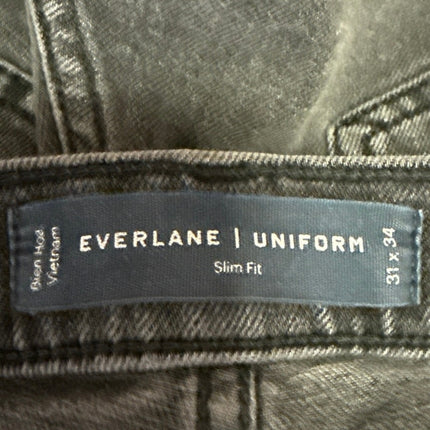 Bien Hoa
Vietnam
EVERLANE | UNIFORM
Slim Fit
31 x 34